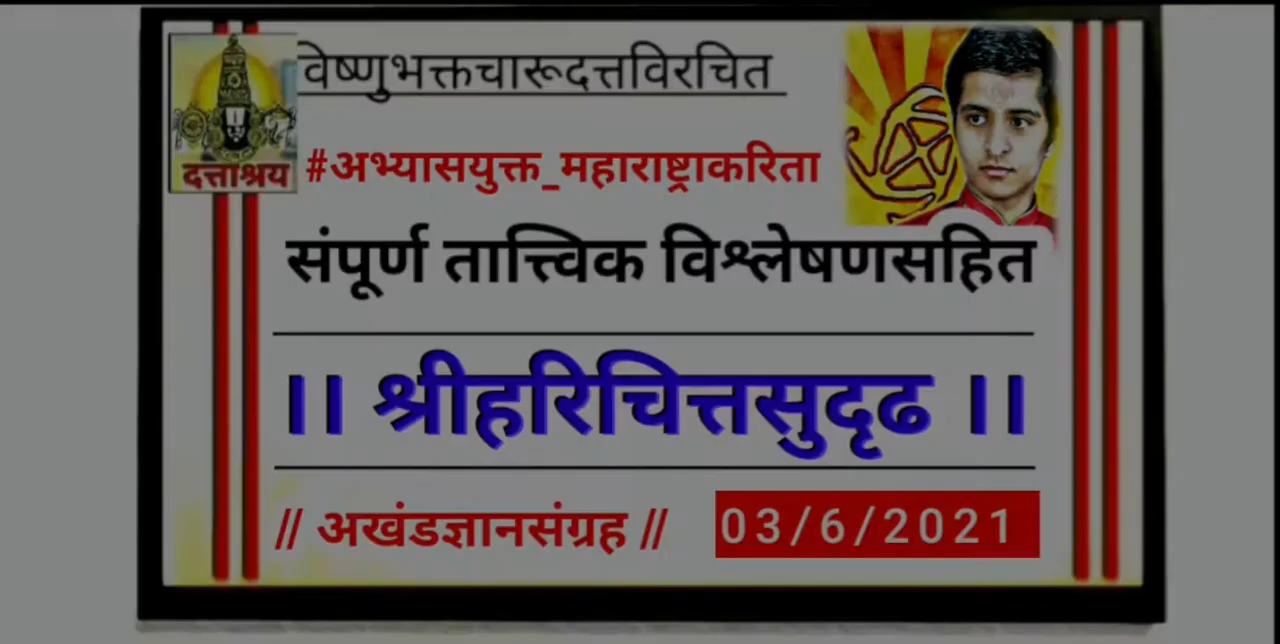 वेष्णुभक्तचारूदत्तविरचित
दत्ताश्रय
#अभ्यासयुक्त_महाराष्ट्राकरिता
संपूर्ण तात्त्विक विश्लेषणसहित
।। श्रीहरिचित्तसुदृढ ।।
// अखंडज्ञानसंग्रह // 03/6/2021